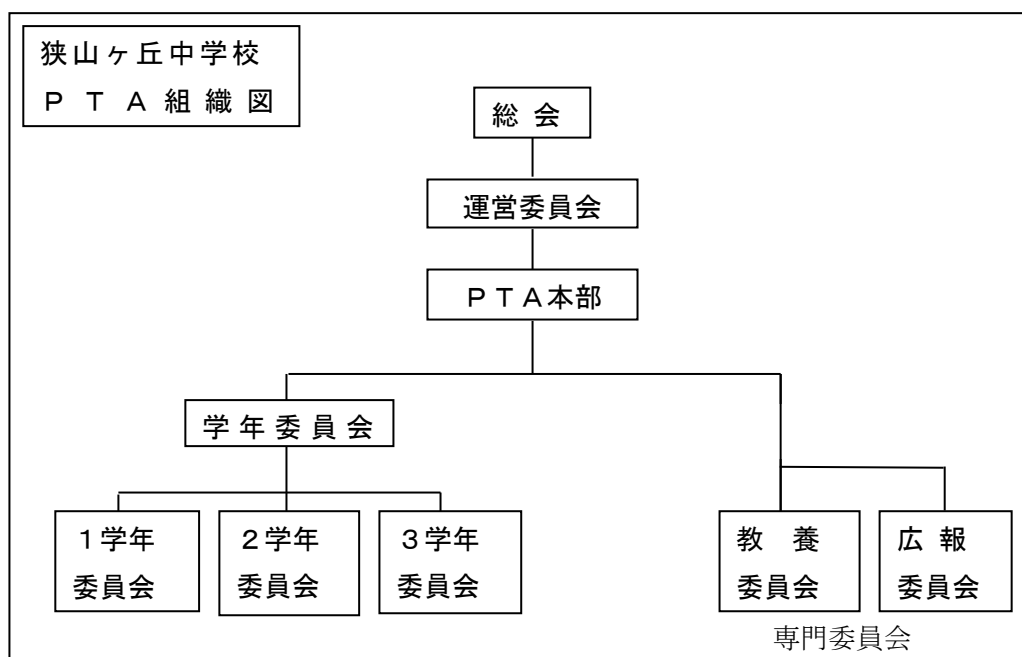 狭山ヶ丘中学校
ＰＴＡ組織図
総会
運営委員会
ＰＴＡ本部
学年委員会
１学年
委員会
２学年
委員会
３学年
委員会
教養
委員会
広報
委員会
専門委員会